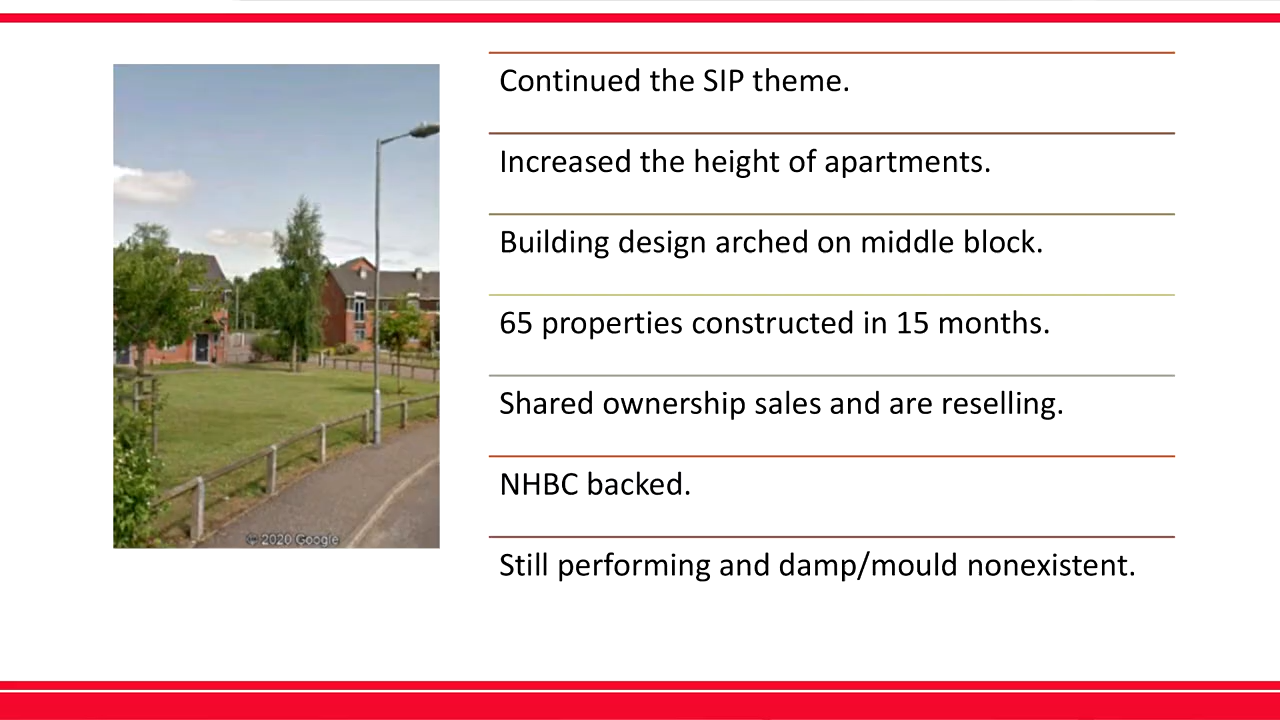 Continued the SIP theme.
Increased the height of apartments.
Building design arched on middle block.
65 properties constructed in 15 months.
Shared ownership sales and are reselling.
NHBC backed.
Still performing and damp/mould nonexistent.
© 2020 Google